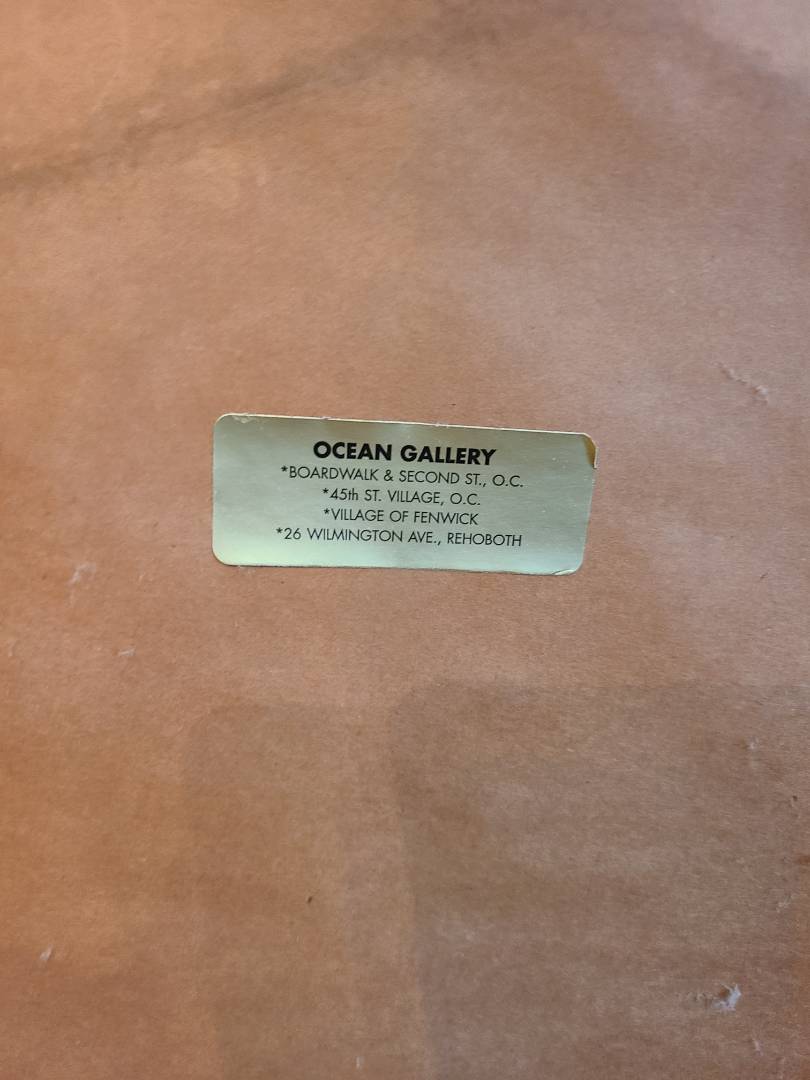 OCEAN GALLERY
*BOARDWALK & SECOND ST., O.C.
*45th ST. VILLAGE, O.C.
*VILLAGE OF FENWICK
*26 WILMINGTON AVE., REHOBOTH